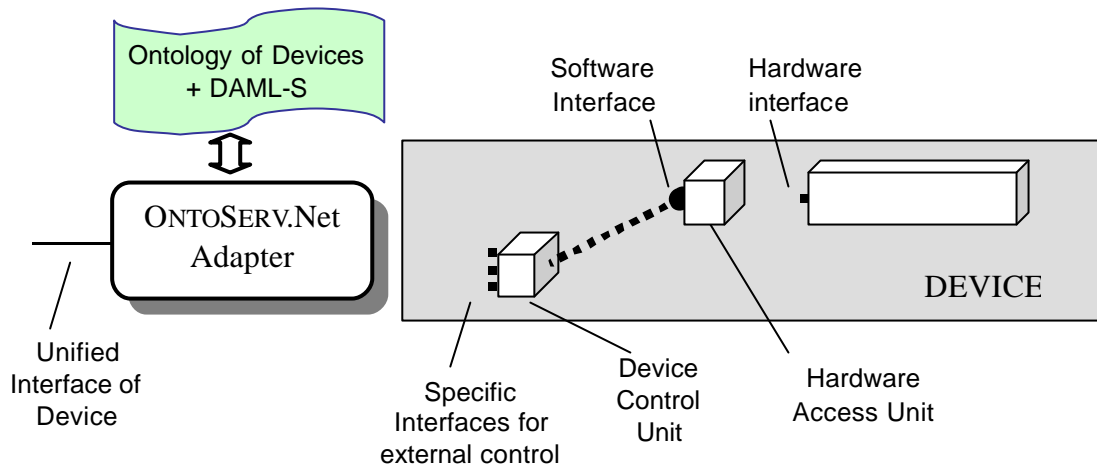 Ontology of Devices
+ DAML-S
Software
Interface
Hardware
interface
ONTOSERV.Net
Adapter
DEVICE
Unified
Interface of
Device
Specific
Interfaces for
external control
Device
Control
Unit
Hardware
Access Unit